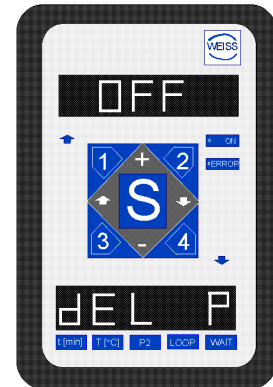 WEISS
OFF
ON
1 + 2
ERROR
S
3 - 4
dEL P
t [min] T [°C] P2 LOOP WAIT